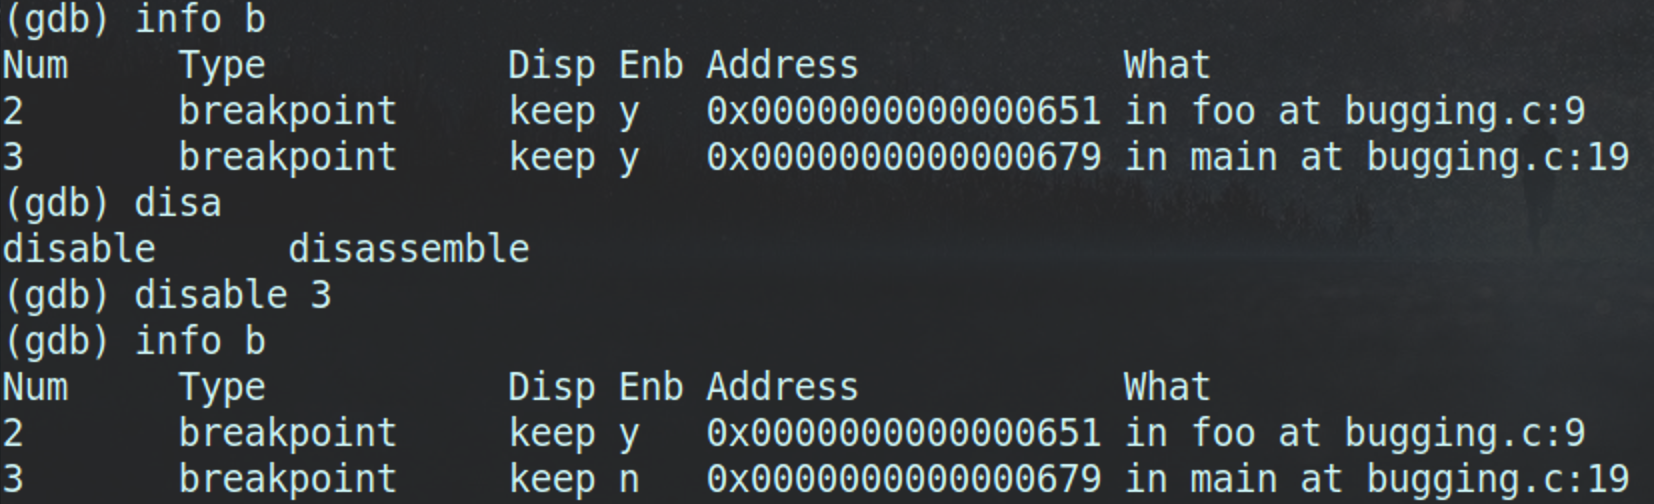 (gdb) info b
Num     Type           Disp Enb Address            What
2       breakpoint     keep y   0x0000000000000651 in foo at bugging.c:9
3       breakpoint     keep y   0x0000000000000679 in main at bugging.c:19
(gdb) disa
disable      disassemble
(gdb) disable 3
(gdb) info b
Num     Type           Disp Enb Address            What
2       breakpoint     keep y   0x0000000000000651 in foo at bugging.c:9
3       breakpoint     keep n   0x0000000000000679 in main at bugging.c:19